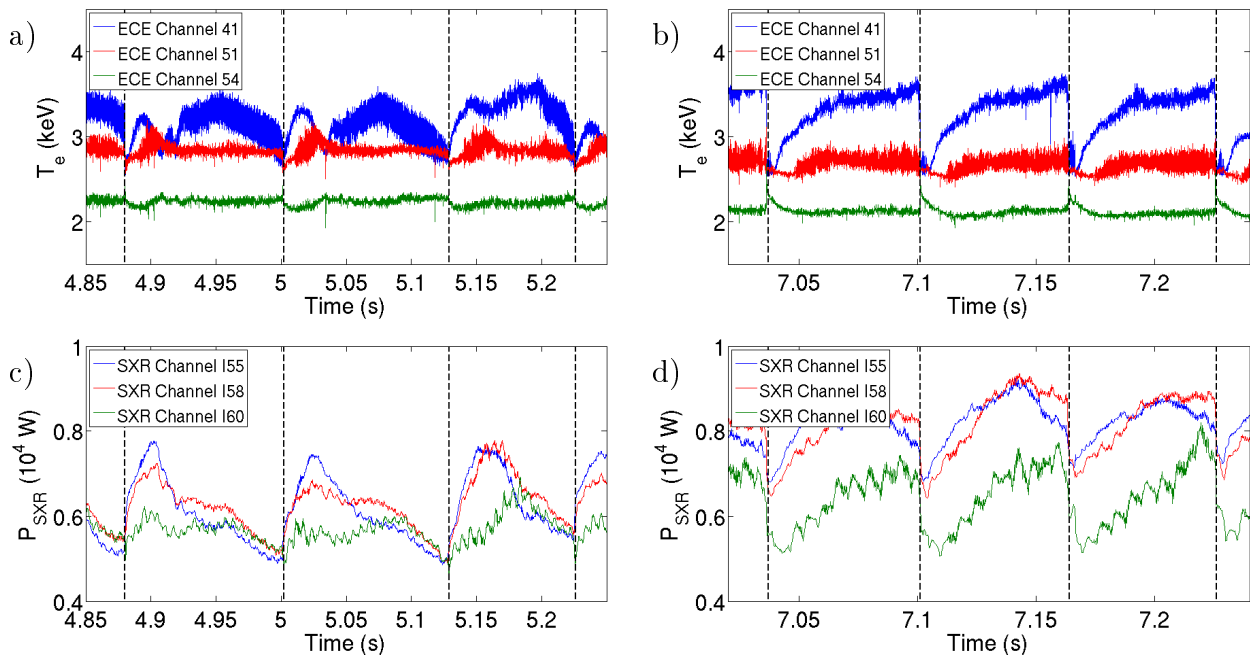 a)
ECE Channel 41
ECE Channel 51
ECE Channel 54
T_e (keV)
4
3
2
4.85 4.9 4.95 5 5.05 5.1 5.15 5.2
Time (s)
b)
ECE Channel 41
ECE Channel 51
ECE Channel 54
T_e (keV)
4
3
2
7.05 7.1 7.15 7.2
Time (s)
c)
SXR Channel I55
SXR Channel I58
SXR Channel I60
P_SXR (10^4 W)
1
0.8
0.6
0.4
4.85 4.9 4.95 5 5.05 5.1 5.15 5.2
Time (s)
d)
SXR Channel I55
SXR Channel I58
SXR Channel I60
P_SXR (10^4 W)
1
0.8
0.6
0.4
7.05 7.1 7.15 7.2
Time (s)